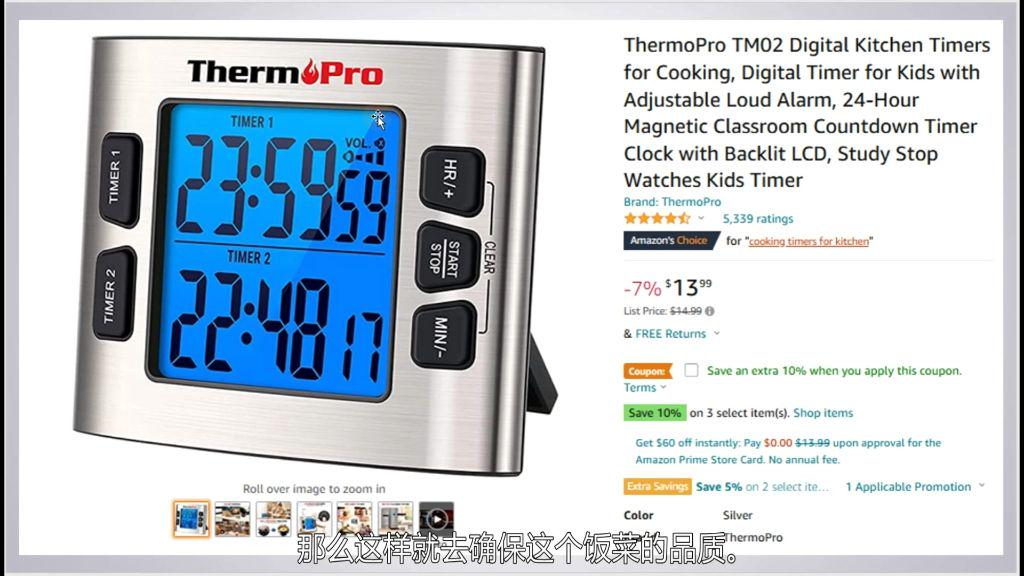 ThermoPro
TIMER 1
VOL.
23:59 59
TIMER 2
22:48 17
TIMER 1
TIMER 2
HR/+
START
STOP
CLEAR
MIN/-
Roll over image to zoom in
ThermoPro TM02 Digital Kitchen Timers
for Cooking, Digital Timer for Kids with
Adjustable Loud Alarm, 24-Hour
Magnetic Classroom Countdown Timer
Clock with Backlit LCD, Study Stop
Watches Kids Timer
Brand: ThermoPro
5,339 ratings
Amazon's Choice for "cooking timers for kitchen"
-7% $13 99
List Price: $14.99
& FREE Returns
Coupon: Save an extra 10% when you apply this coupon.
Terms
Save 10% on 3 select item(s). Shop items
Get $60 off instantly: Pay $0.00 $13.99 upon approval for the
Amazon Prime Store Card. No annual fee.
Extra Savings Save 5% on 2 select ite... 1 Applicable Promotion
Color Silver
ThermoPro
那么这样就去确保这个饭菜的品质。